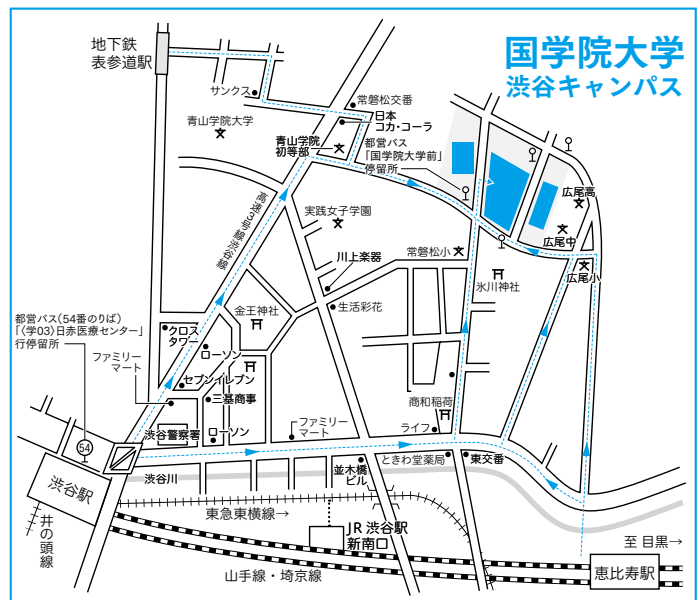 国学院大学
渋谷キャンパス
地下鉄
表参道駅
サンクス
常磐松交番
日本
コカ・コーラ
青山学院大学
青山学院
初等部
都営バス
「国学院大学前」
停留所
広尾高
広尾中
広尾小
高速3号線渋谷線
実践女子学園
川上楽器
常磐松小
氷川神社
金王神社
生活彩花
都営バス(54番のりば)
「〈学03〉日赤医療センター」
行停留所
クロス
タワー
ローソン
ファミリー
マート
セブンイレブン
三基商事
商和稲荷
ファミリー
マート
ライフ
渋谷警察署
ローソン
54
渋谷駅
渋谷川
並木橋
ビル
ときわ堂薬局
東交番
井の頭線
東急東横線→
JR 渋谷駅
新南口
至 目黒→
山手線・埼京線
恵比寿駅